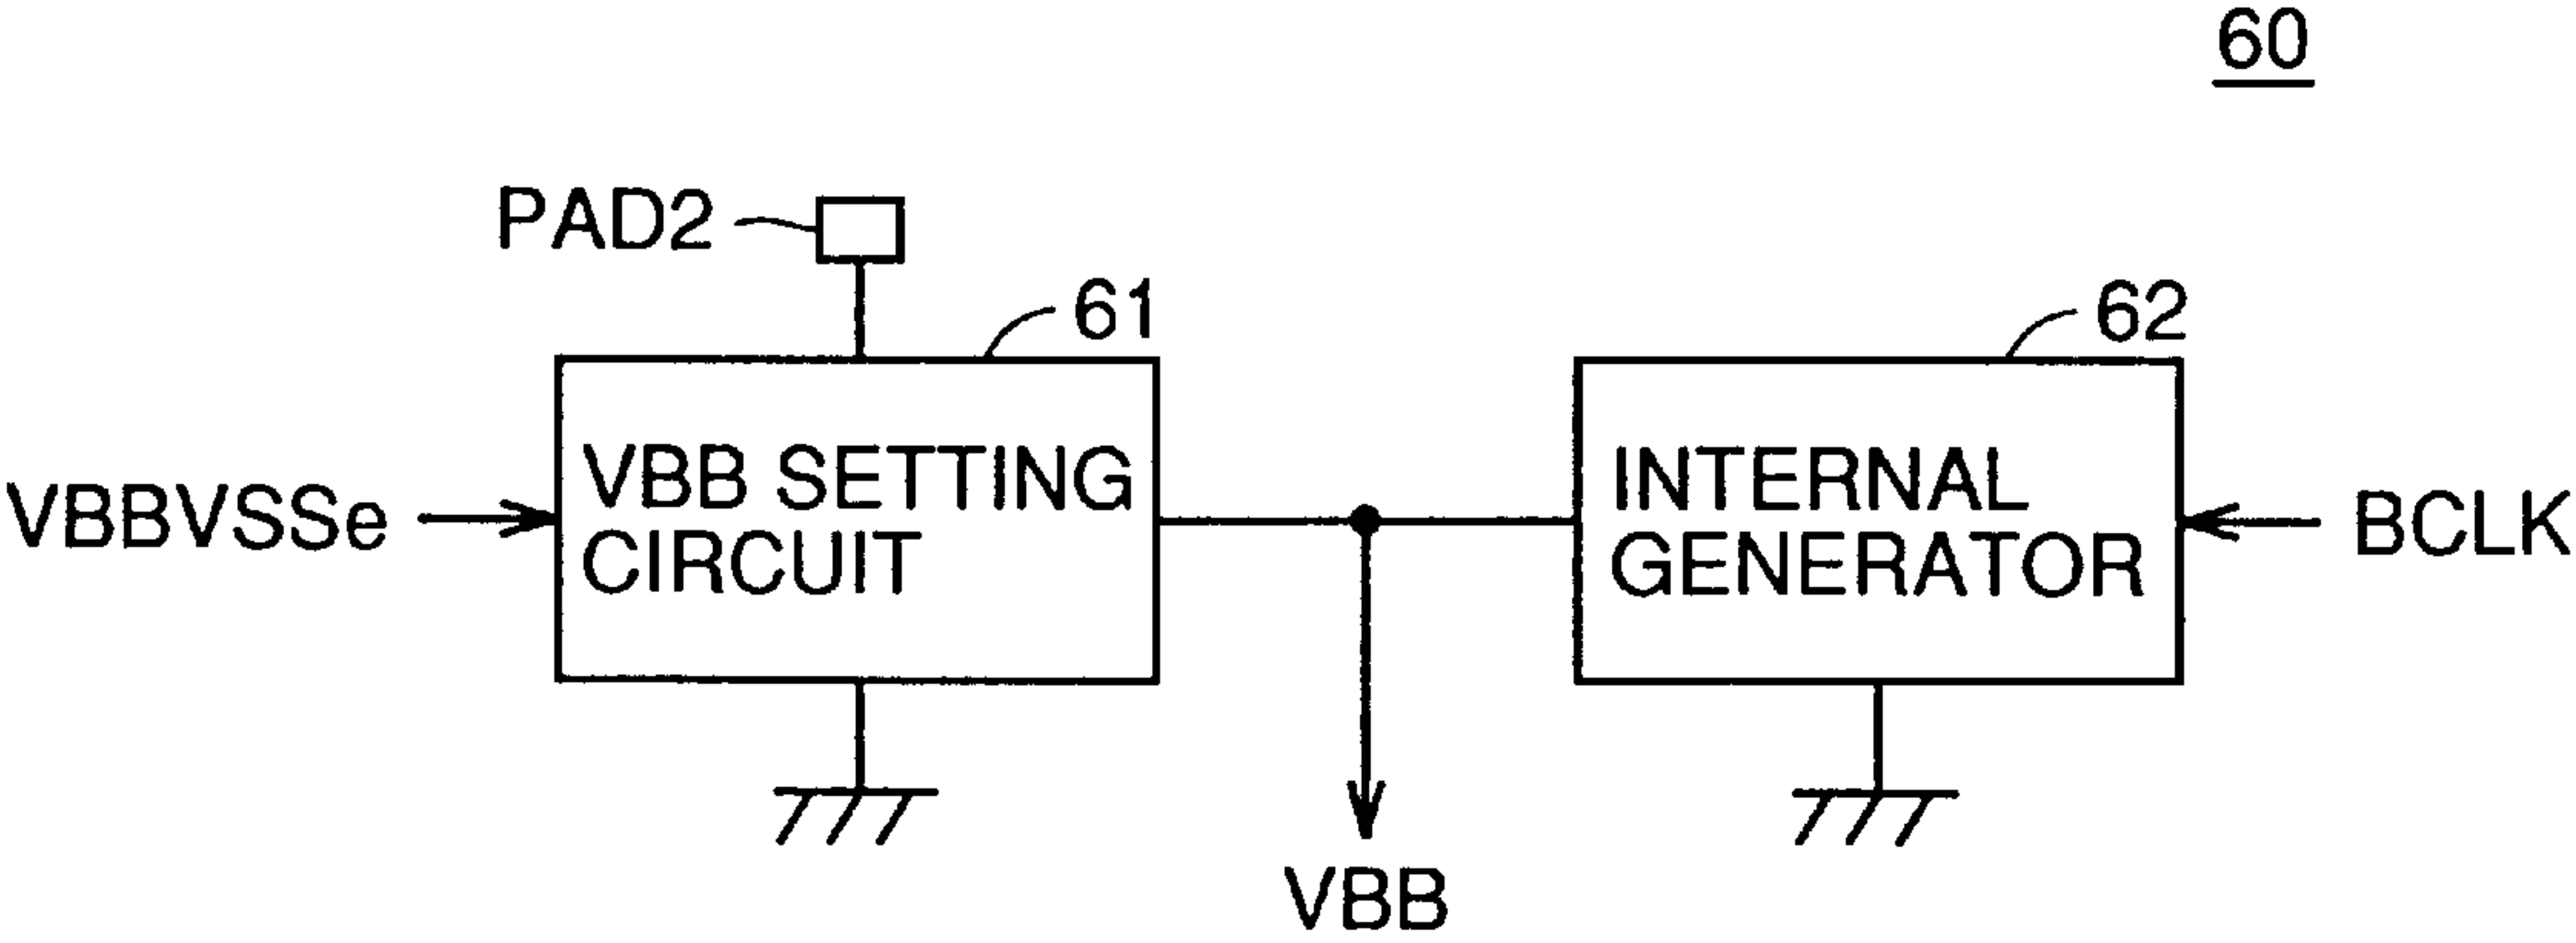 60
PAD2
61
62
VBBVSSe
VBB SETTING
CIRCUIT
INTERNAL
GENERATOR
BCLK
VBB